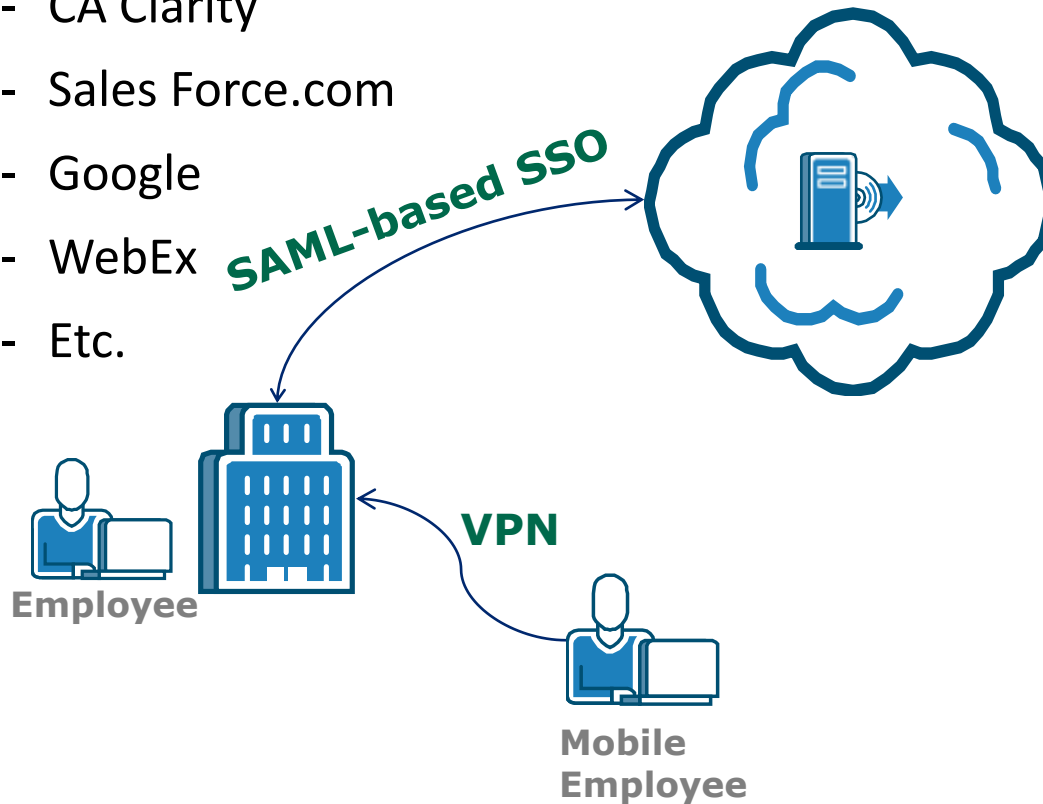 - CA Clarity
- Sales Force.com
- Google
- WebEx
- Etc.
SAML-based SSO
VPN
Employee
Mobile
Employee